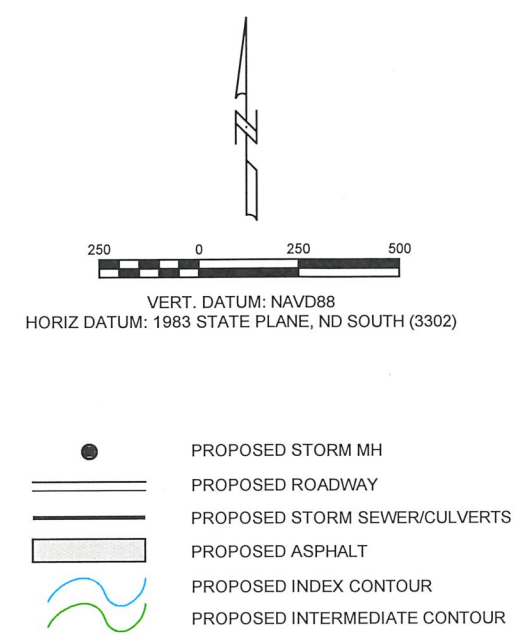 N
250 0 250 500
VERT. DATUM: NAVD88
HORIZ DATUM: 1983 STATE PLANE, ND SOUTH (3302)
PROPOSED STORM MH
PROPOSED ROADWAY
PROPOSED STORM SEWER/CULVERTS
PROPOSED ASPHALT
PROPOSED INDEX CONTOUR
PROPOSED INTERMEDIATE CONTOUR